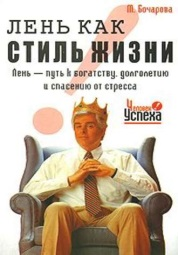 М. Бочарова
ЛЕНЬ КАК
СТИЛЬ ЖИЗНИ
Лень — путь к богатству, долголетию
и спасению от стресса
Успеха